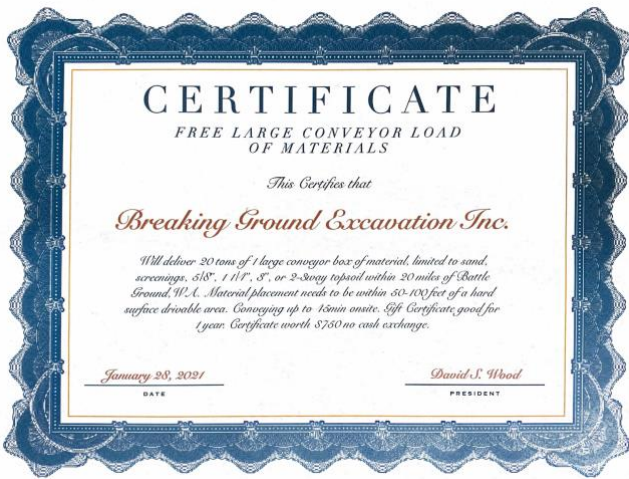 CERTIFICATE
FREE LARGE CONVEYOR LOAD
OF MATERIALS
This Certifies that
Breaking Ground Excavation Inc.
Will deliver 20 tons of 1 large conveyor box of material, limited to sand,
screenings, 5/8", 1 1/4", 3", or 2-3way topsoil within 20 miles of Battle
Ground, WA. Material placement needs to be within 50-100 feet of a hard
surface drivable area. Conveying up to 45min onsite. Gift Certificate good for
1 year. Certificate worth $750 no cash exchange.
January 28, 2021
David S. Wood
DATE
PRESIDENT